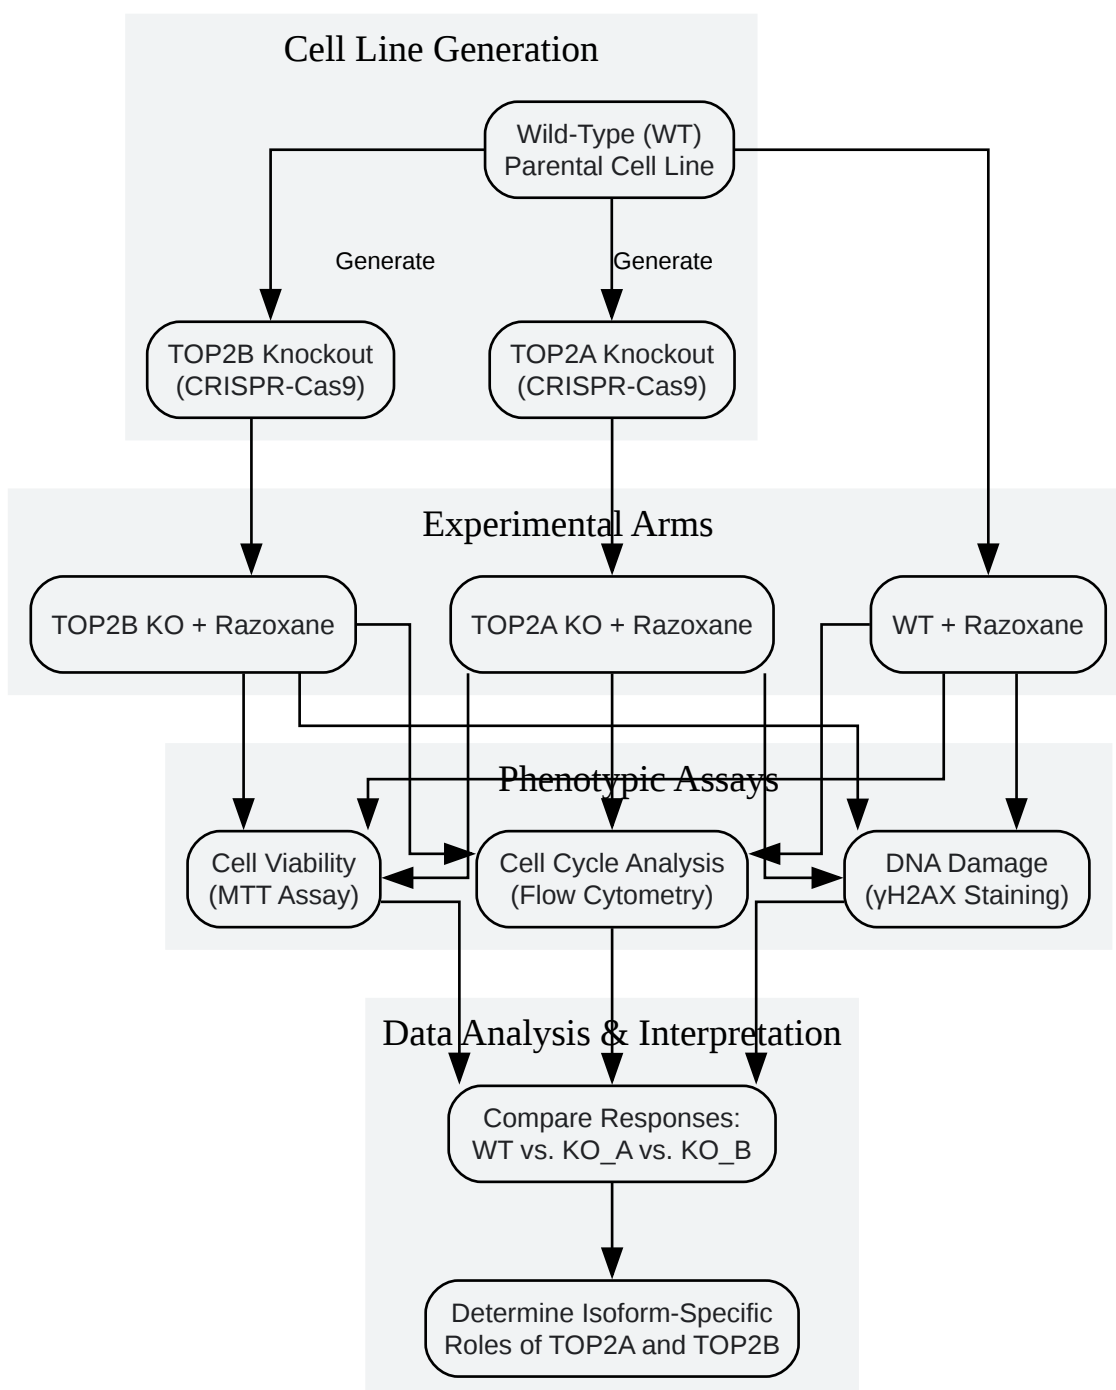 Cell Line Generation
Wild-Type (WT)
Parental Cell Line
Generate
Generate
TOP2B Knockout
(CRISPR-Cas9)
TOP2A Knockout
(CRISPR-Cas9)
Experimental Arms
TOP2B KO + Razoxane
TOP2A KO + Razoxane
WT + Razoxane
Phenotypic Assays
Cell Viability
(MTT Assay)
Cell Cycle Analysis
(Flow Cytometry)
DNA Damage
(γH2AX Staining)
Data Analysis & Interpretation
Compare Responses:
WT vs. KO_A vs. KO_B
Determine Isoform-Specific
Roles of TOP2A and TOP2B